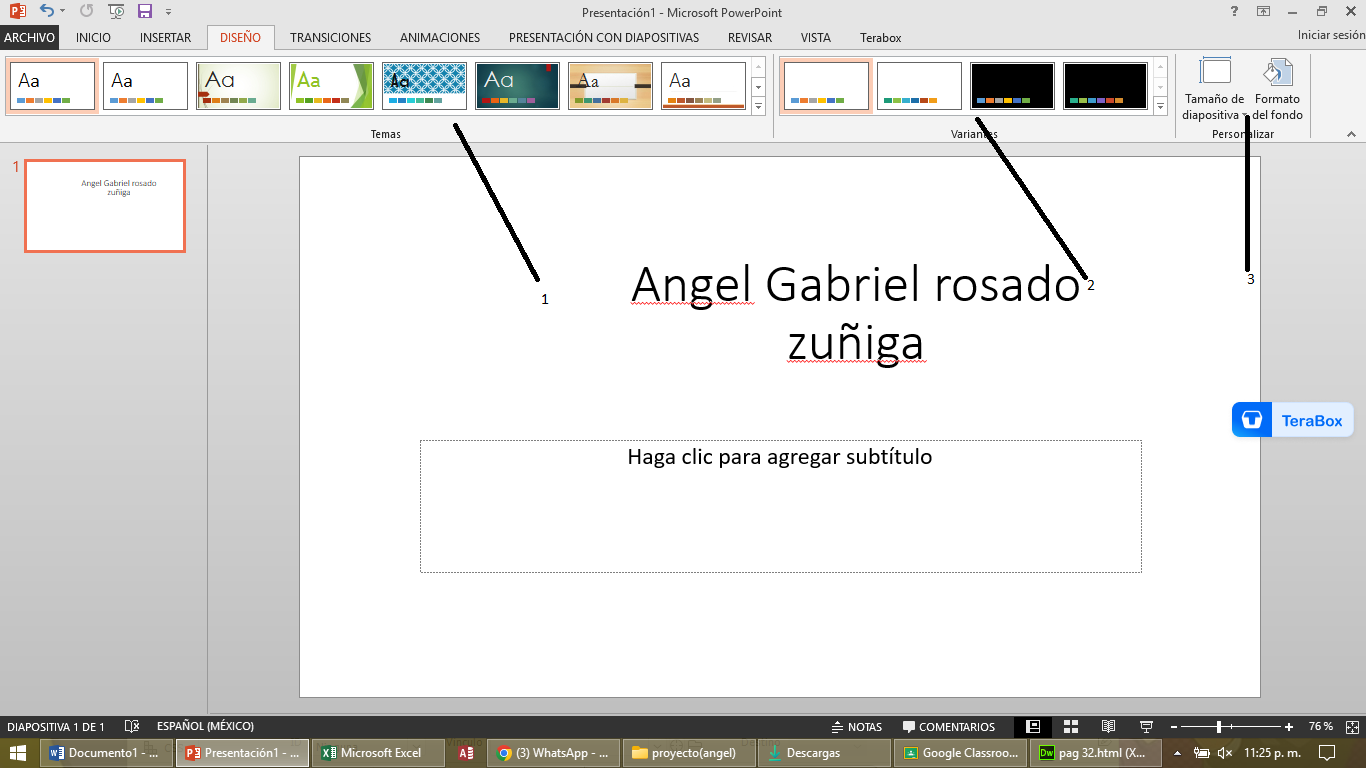 Presentación1 - Microsoft PowerPoint
ARCHIVO INICIO INSERTAR DISEÑO TRANSICIONES ANIMACIONES PRESENTACIÓN CON DIAPOSITIVAS REVISAR VISTA Terabox Iniciar sesión
Aa Aa Aa Aa Aa Aa Aa Aa
Tamaño de diapositiva
Formato del fondo
Temas Variantes Personalizar
1
Angel Gabriel rosado
zuñiga
1
2
3
Angel Gabriel rosado
zuñiga
TeraBox
Haga clic para agregar subtítulo
DIAPOSITIVA 1 DE 1 ESPAÑOL (MÉXICO) NOTAS COMENTARIOS 76 %
Documento1 - ... Presentación1 - ... Microsoft Excel (3) WhatsApp - ... proyecto(angel) Descargas Google Classroo... pag 32.html (X... 11:25 p. m.